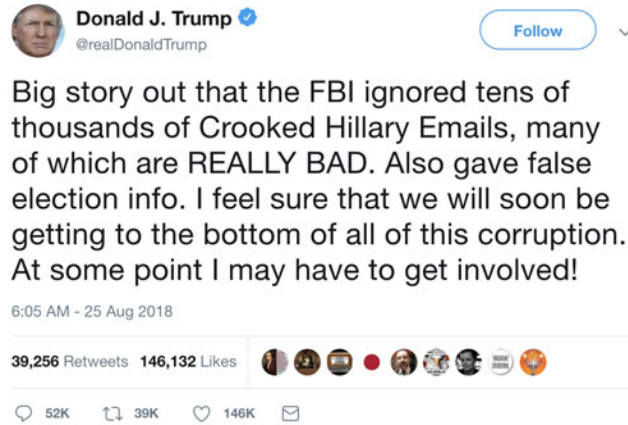 Donald J. Trump
@realDonaldTrump
Follow
Big story out that the FBI ignored tens of
thousands of Crooked Hillary Emails, many
of which are REALLY BAD. Also gave false
election info. I feel sure that we will soon be
getting to the bottom of all of this corruption.
At some point I may have to get involved!
6:05 AM - 25 Aug 2018
39,256 Retweets 146,132 Likes
52K 39K 146K